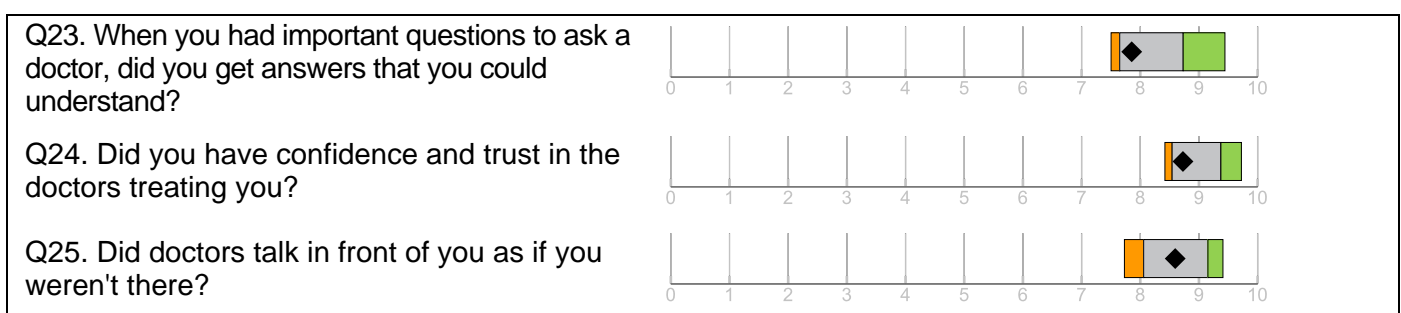 Q23. When you had important questions to ask a
doctor, did you get answers that you could
understand?
0 1 2 3 4 5 6 7 8 9 10
Q24. Did you have confidence and trust in the
doctors treating you?
0 1 2 3 4 5 6 7 8 9 10
Q25. Did doctors talk in front of you as if you
weren't there?
0 1 2 3 4 5 6 7 8 9 10